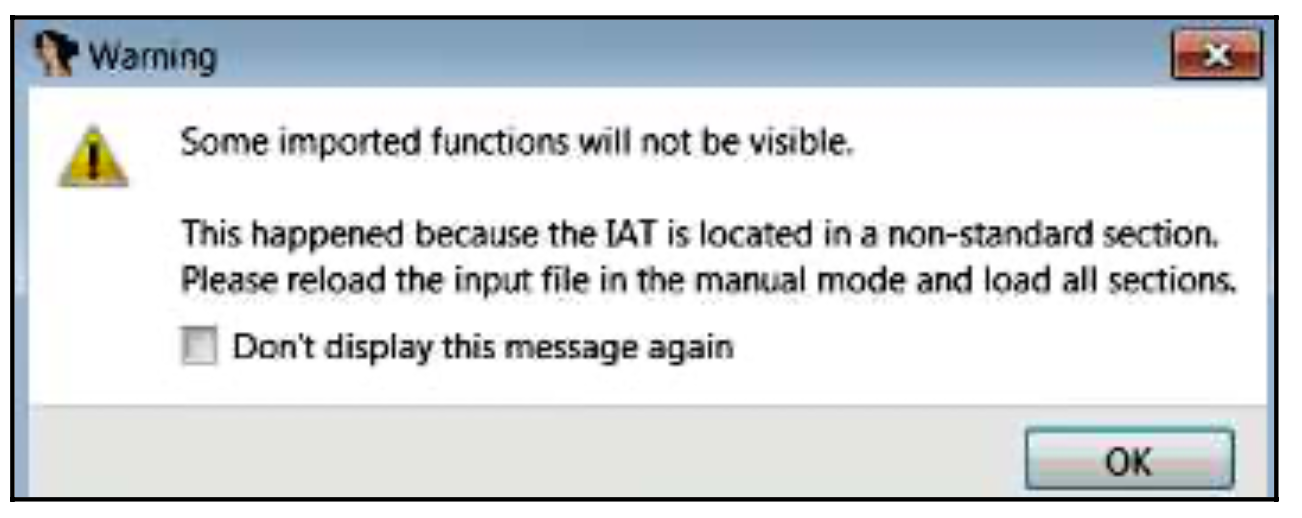 Warning
Some imported functions will not be visible.
This happened because the IAT is located in a non-standard section.
Please reload the input file in the manual mode and load all sections.
Don't display this message again
OK